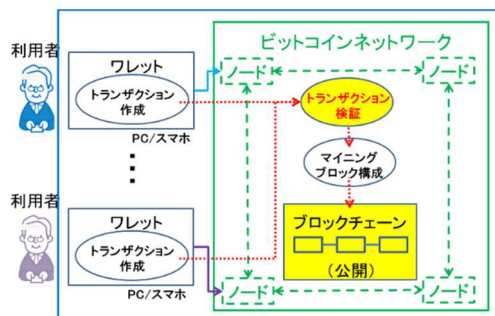 利用者
ワレット
トランザクション
作成
PC/スマホ
ビットコインネットワーク
ノード
ノード
トランザクション
検証
マイニング
ブロック構成
ブロックチェーン
(公開)
利用者
ワレット
トランザクション
作成
PC/スマホ
ノード
ノード